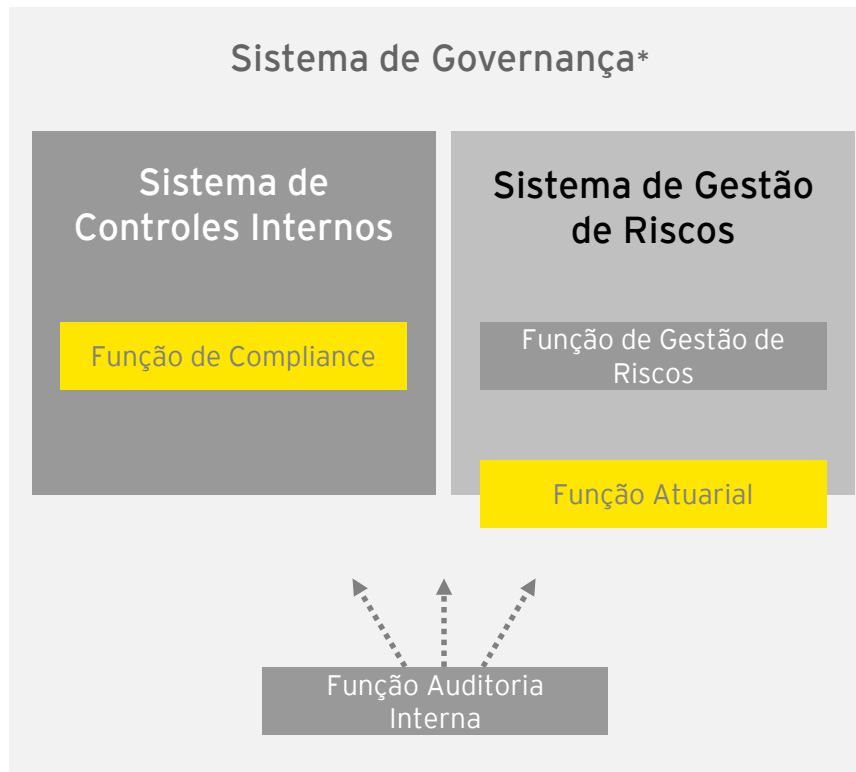 Sistema de Governança*
Sistema de
Controles Internos
Função de Compliance
Sistema de Gestão
de Riscos
Função de Gestão de
Riscos
Função Atuarial
Função Auditoria
Interna